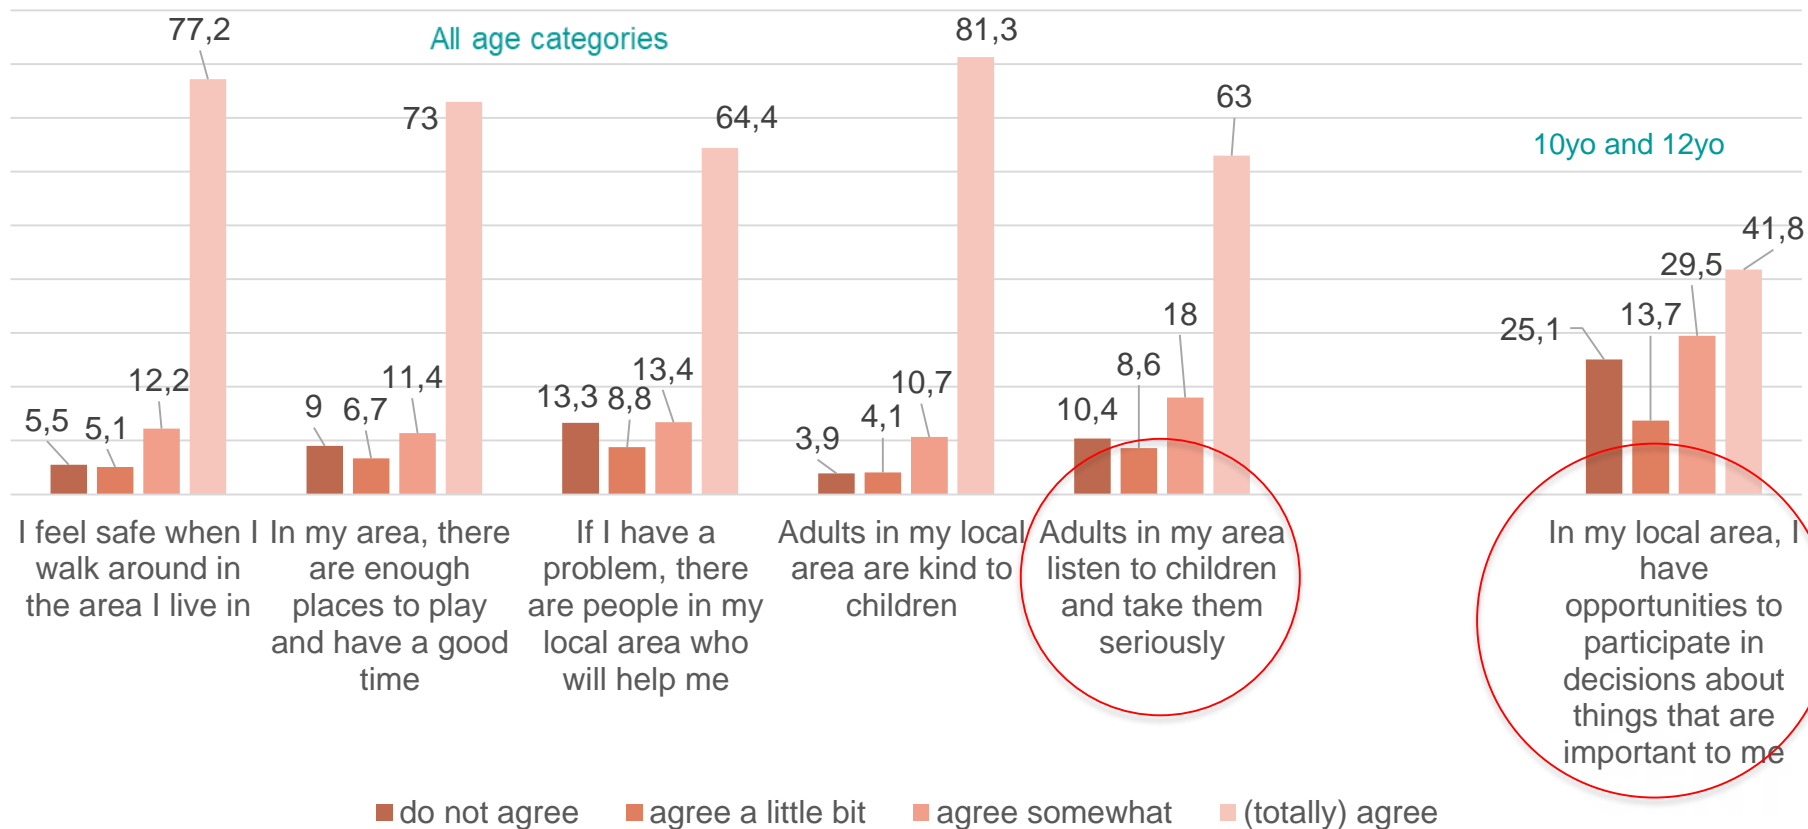 All age categories
10yo and 12yo
77,2
73
64,4
81,3
63
41,8
29,5
25,1
13,7
5,5
5,1
12,2
9
6,7
11,4
13,3
8,8
13,4
3,9
4,1
10,7
10,4
8,6
18
I feel safe when I
walk around in
the area I live in
In my area, there
are enough
places to play
and have a good
time
If I have a
problem, there
are people in my
local area who
will help me
Adults in my local
area are kind to
children
Adults in my area
listen to children
and take them
seriously
In my local area, I
have
opportunities to
participate in
decisions about
things that are
important to me
do not agree
agree a little bit
agree somewhat
(totally) agree